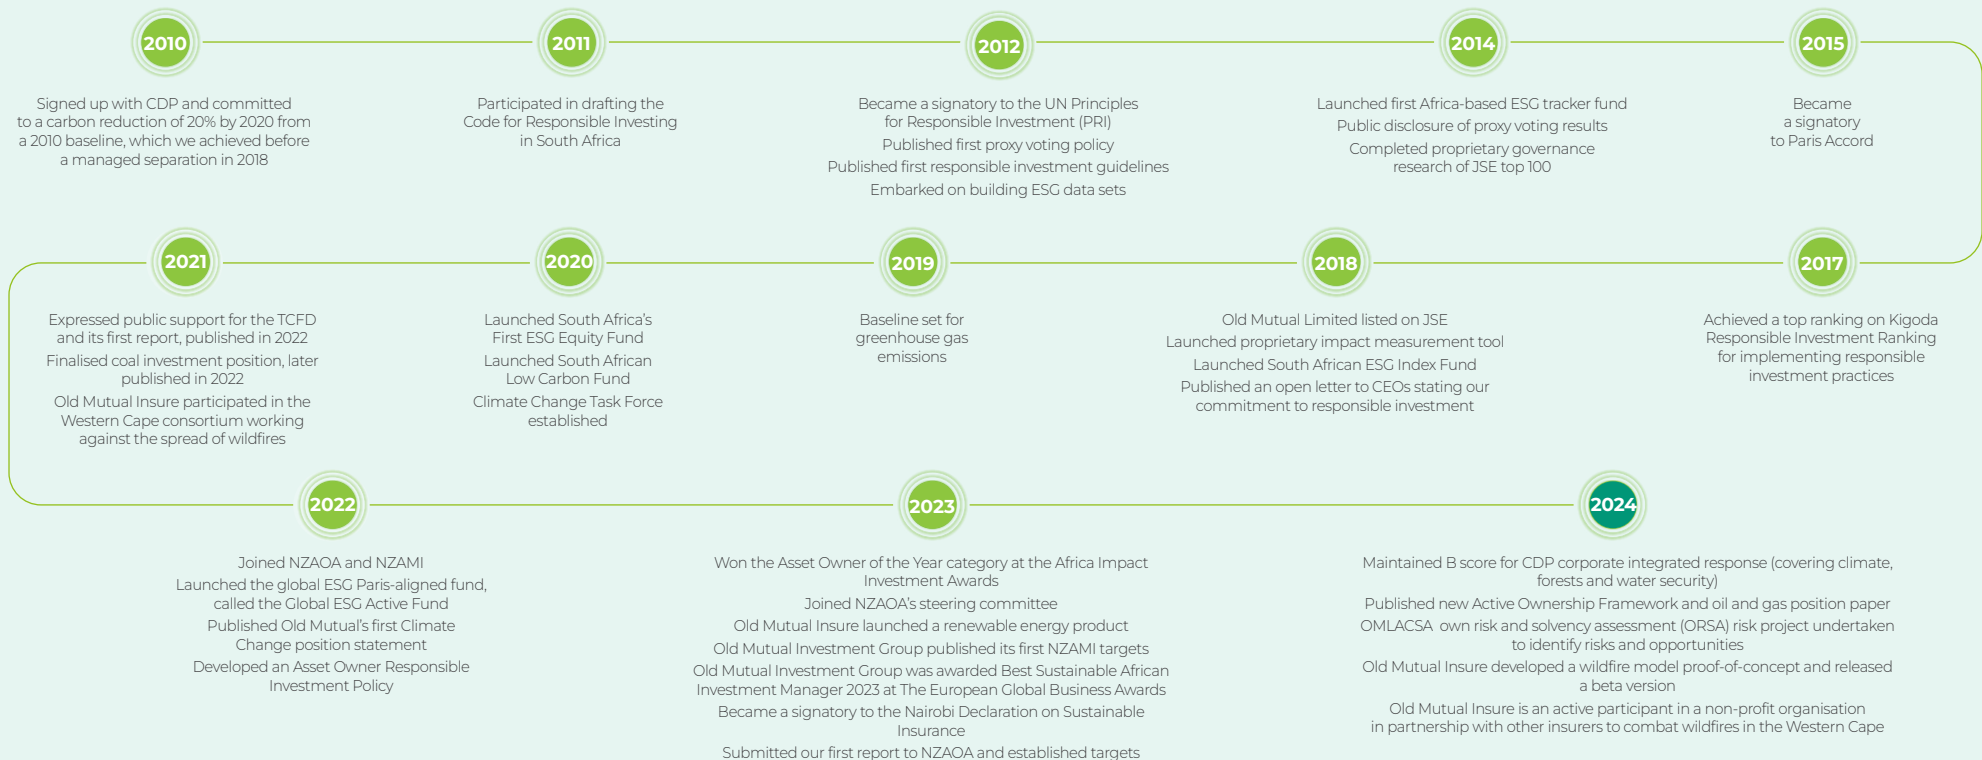 2010
Signed up with CDP and committed
to a carbon reduction of 20% by 2020 from
a 2010 baseline, which we achieved before
a managed separation in 2018
2011
Participated in drafting the
Code for Responsible Investing
in South Africa
2012
Became a signatory to the UN Principles
for Responsible Investment (PRI)
Published first proxy voting policy
Published first responsible investment guidelines
Embarked on building ESG data sets
2014
Launched first Africa-based ESG tracker fund
Public disclosure of proxy voting results
Completed proprietary governance
research of JSE top 100
2015
Became
a signatory
to Paris Accord
2017
Achieved a top ranking on Kigoda
Responsible Investment Ranking
for implementing responsible
investment practices
2018
Old Mutual Limited listed on JSE
Launched proprietary impact measurement tool
Launched South African ESG Index Fund
Published an open letter to CEOs stating our
commitment to responsible investment
2019
Baseline set for
greenhouse gas
emissions
2020
Launched South Africa's
First ESG Equity Fund
Launched South African
Low Carbon Fund
Climate Change Task Force
established
2021
Expressed public support for the TCFD
and its first report, published in 2022
Finalised coal investment position, later
published in 2022
Old Mutual Insure participated in the
Western Cape consortium working
against the spread of wildfires
2022
Joined NZAOA and NZAMI
Launched the global ESG Paris-aligned fund,
called the Global ESG Active Fund
Published Old Mutual's first Climate
Change position statement
Developed an Asset Owner Responsible
Investment Policy
2023
Won the Asset Owner of the Year category at the Africa Impact
Investment Awards
Joined NZAOA's steering committee
Old Mutual Insure launched a renewable energy product
Old Mutual Investment Group published its first NZAMI targets
Old Mutual Investment Group was awarded Best Sustainable African
Investment Manager 2023 at The European Global Business Awards
Became a signatory to the Nairobi Declaration on Sustainable
Insurance
Submitted our first report to NZAOA and established targets
2024
Maintained B score for CDP corporate integrated response (covering climate,
forests and water security)
Published new Active Ownership Framework and oil and gas position paper
OMLACSA own risk and solvency assessment (ORSA) risk project undertaken
to identify risks and opportunities
Old Mutual Insure developed a wildfire model proof-of-concept and released
a beta version
Old Mutual Insure is an active participant in a non-profit organisation
in partnership with other insurers to combat wildfires in the Western Cape